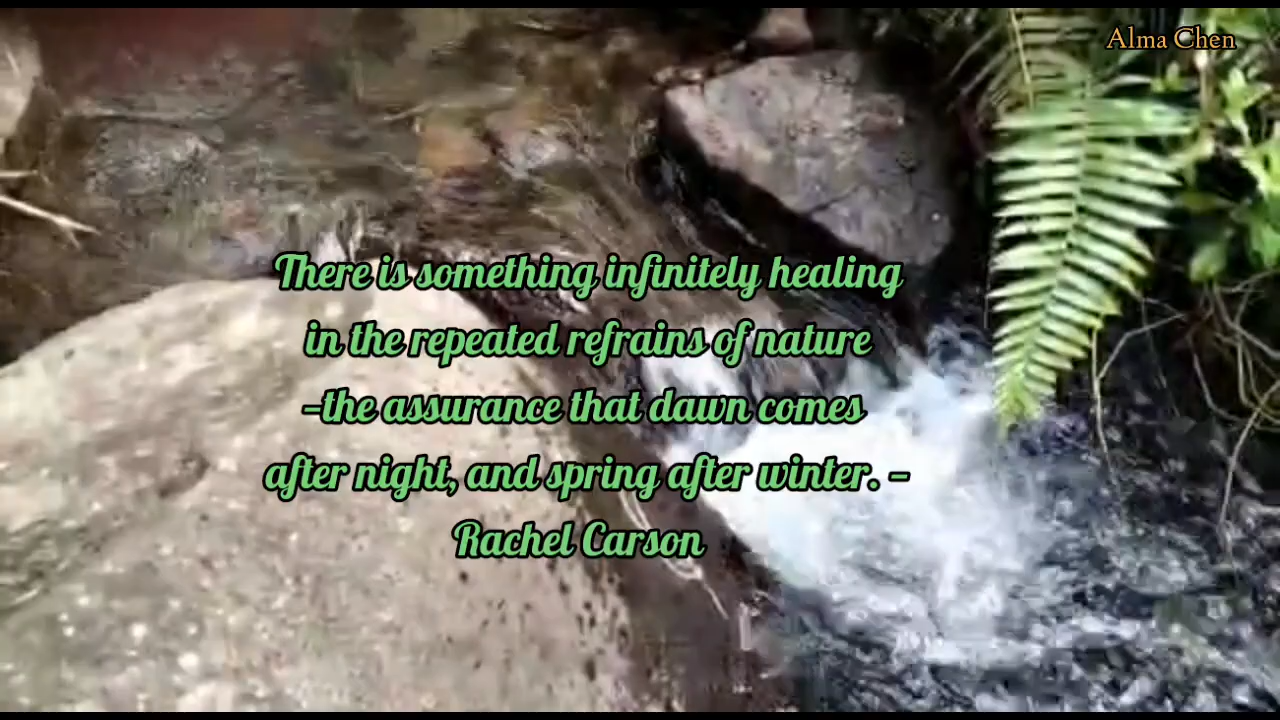 Alma Chen
There is something infinitely healing
in the repeated refrains of nature
–the assurance that dawn comes
after night, and spring after winter. –
Rachel Carson